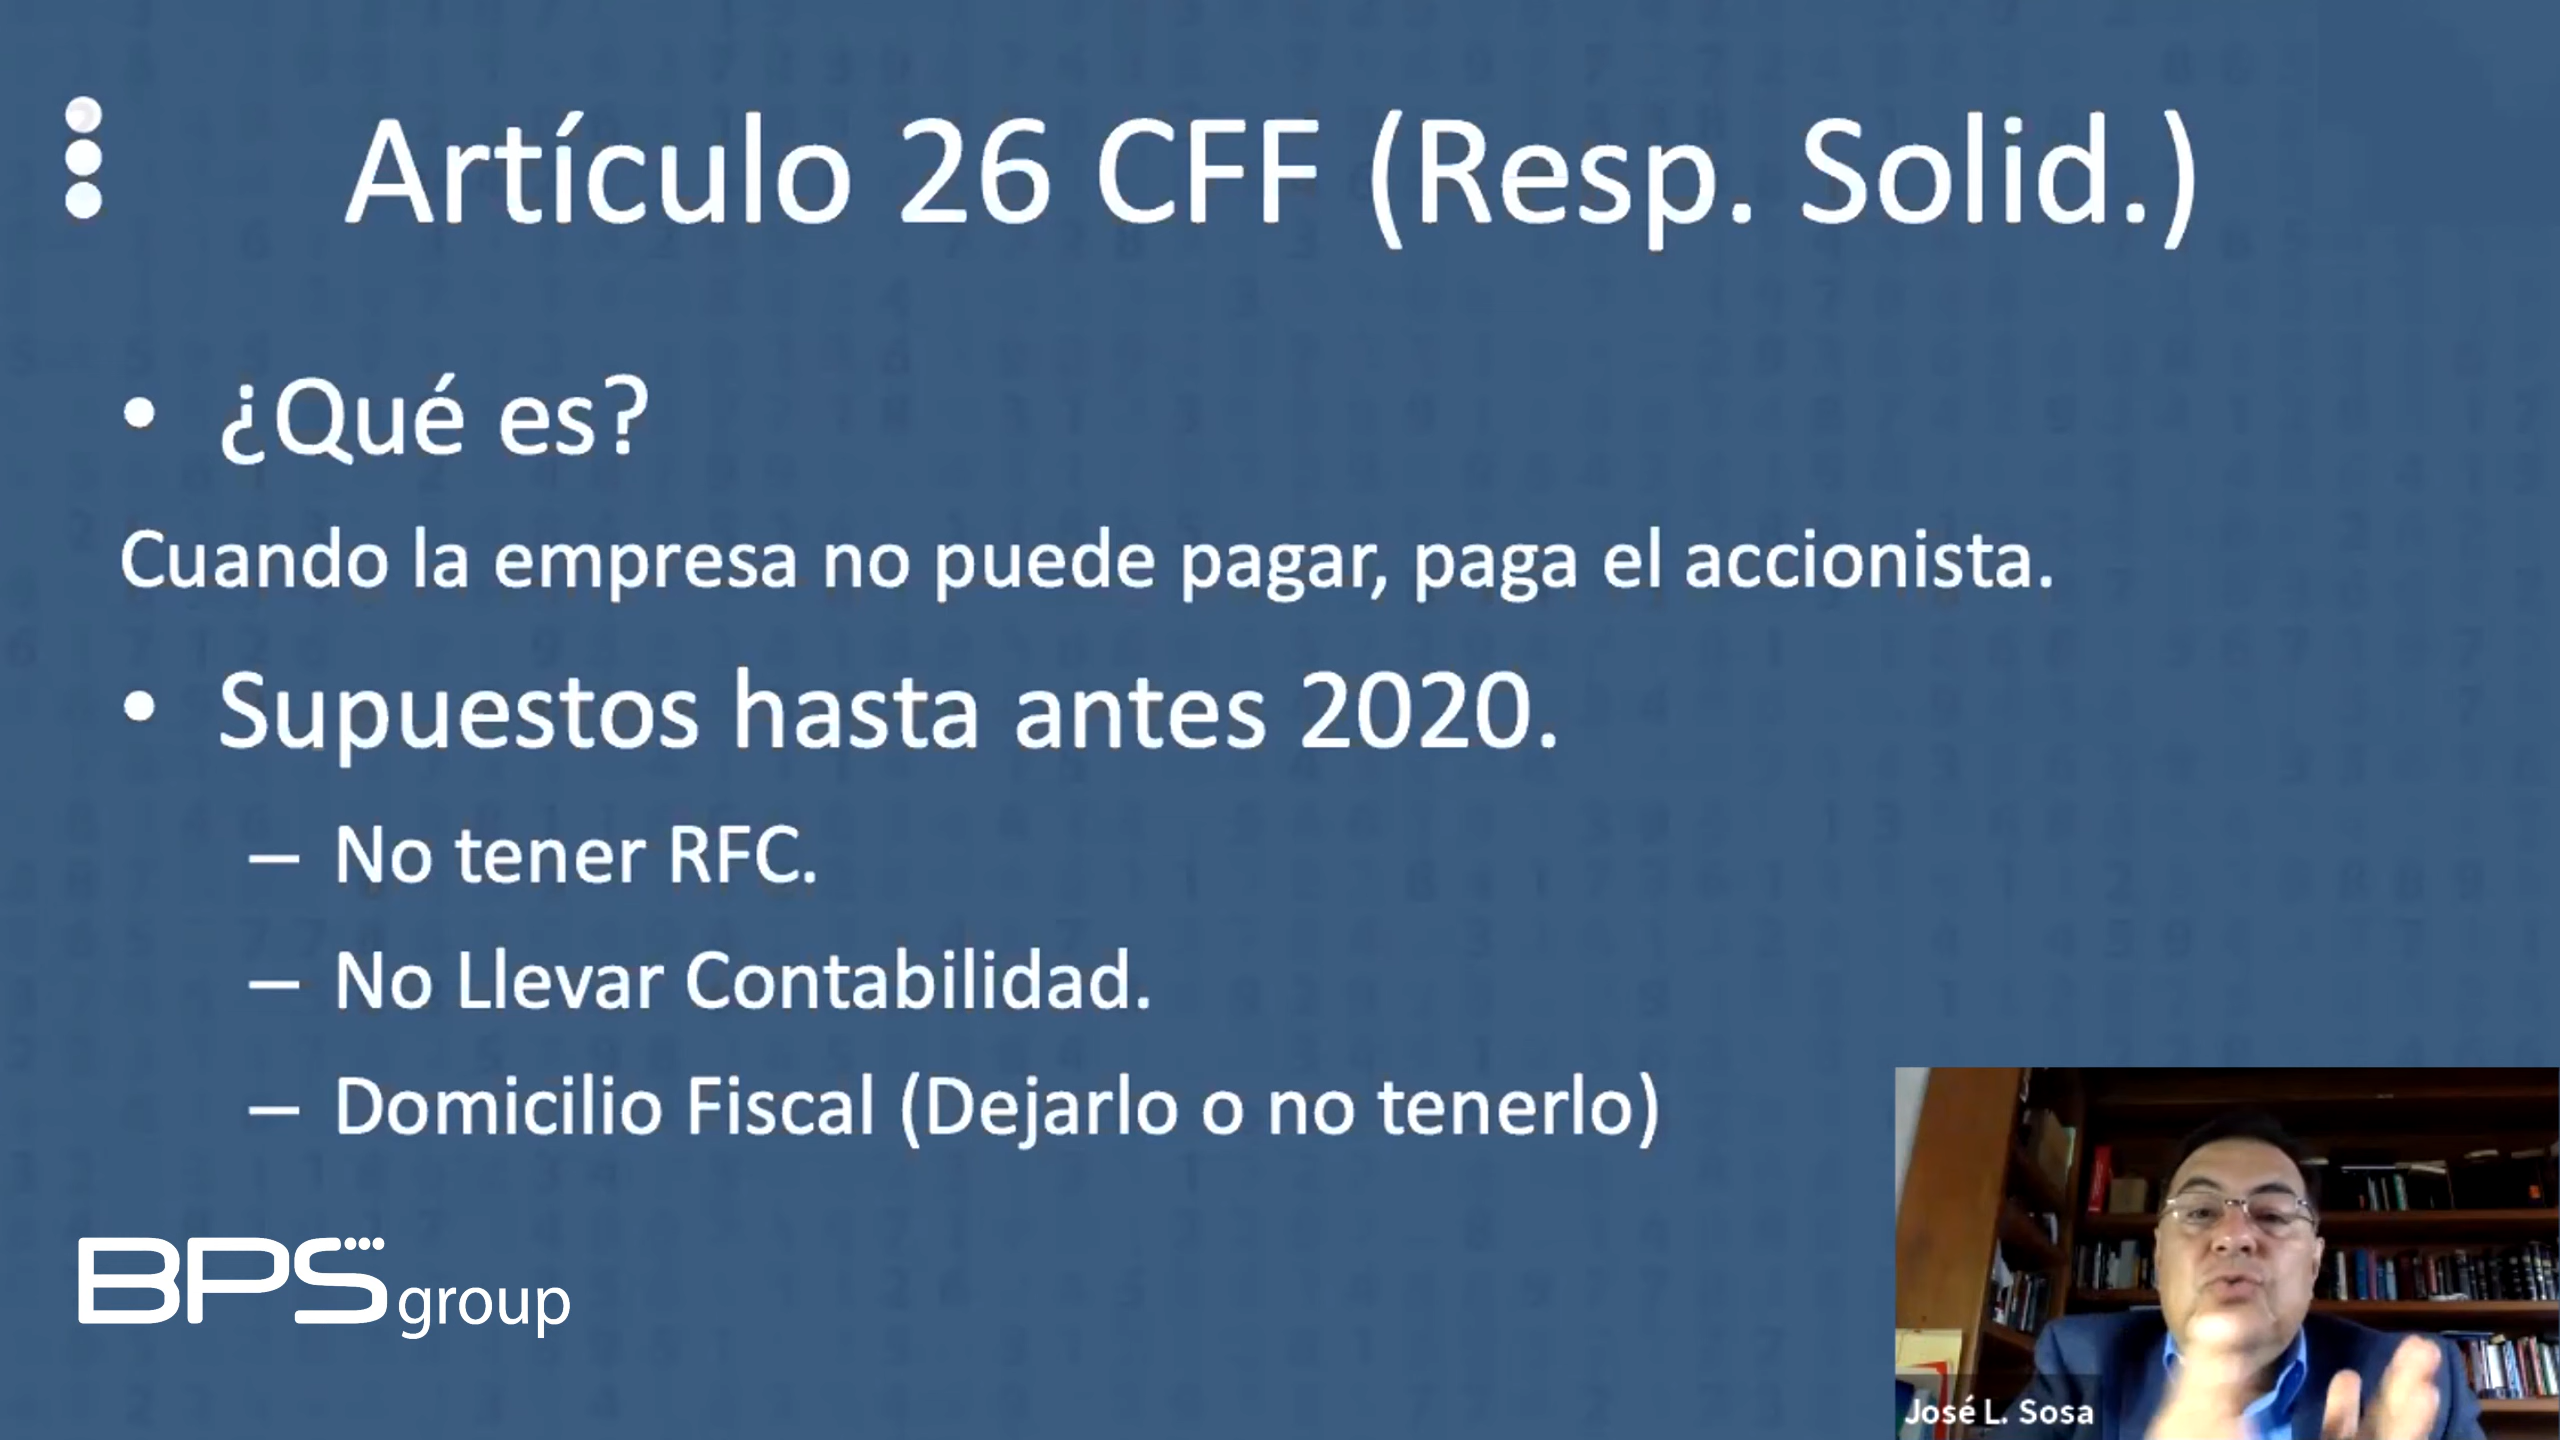 Artículo 26 CFF (Resp. Solid.)
• ¿Qué es?
Cuando la empresa no puede pagar, paga el accionista.
• Supuestos hasta antes 2020.
– No tener RFC.
– No Llevar Contabilidad.
– Domicilio Fiscal (Dejarlo o no tenerlo)
BPS group
José L. Sosa